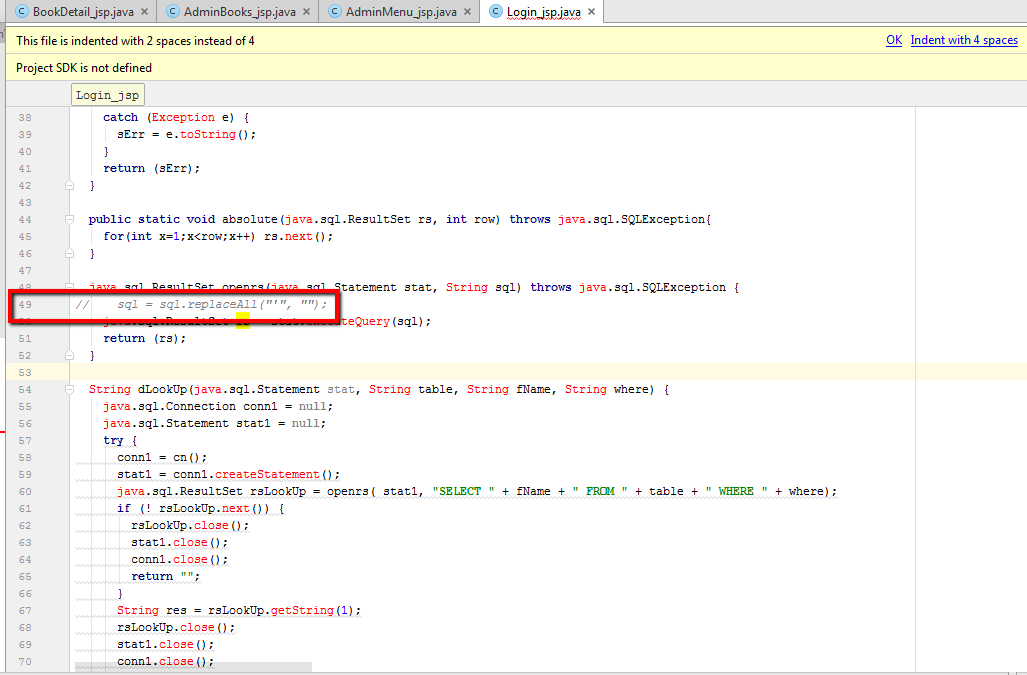 BookDetail_jsp.java × AdminBooks_jsp.java × AdminMenu_jsp.java × Login_jsp.java ×
This file is indented with 2 spaces instead of 4 OK Indent with 4 spaces
Project SDK is not defined
Login_jsp
38 catch (Exception e) {
39 sErr = e.toString();
40 }
41 return (sErr);
42 }
43
44 public static void absolute(java.sql.ResultSet rs, int row) throws java.sql.SQLException{
45 for(int x=1;x<row;x++) rs.next();
46 }
47
48 java.sql.ResultSet openrs(java.sql.Statement stat, String sql) throws java.sql.SQLException {
49 // sql = sql.replaceAll("'", "");
(sql);
51 return (rs);
52 }
53
54 String dLookUp(java.sql.Statement stat, String table, String fName, String where) {
55 java.sql.Connection conn1 = null;
56 java.sql.Statement stat1 = null;
57 try {
58 conn1 = cn();
59 stat1 = conn1.createStatement();
60 java.sql.ResultSet rsLookUp = openrs( stat1, "SELECT " + fName + " FROM " + table + " WHERE " + where);
61 if (! rsLookUp.next()) {
62 rsLookUp.close();
63 stat1.close();
64 conn1.close();
65 return "";
66 }
67 String res = rsLookUp.getString(1);
68 rsLookUp.close();
69 stat1.close();
70 conn1.close();